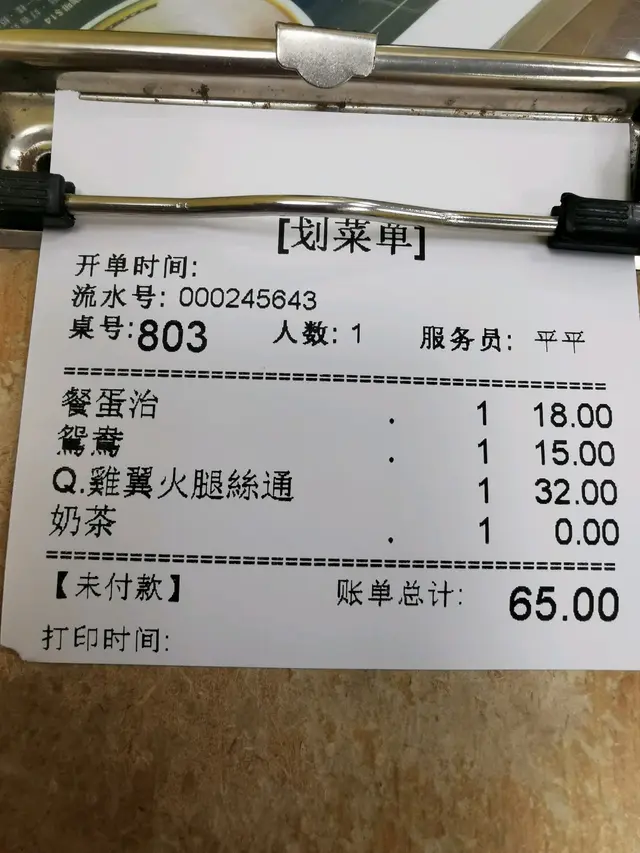 [划菜单]
开单时间:
流水号: 000245643
桌号:803 人数: 1 服务员: 平平
===============================================
餐蛋治 . 1 18.00
鴛鴦 . 1 15.00
Q.雞翼火腿絲通 1 32.00
奶茶 . 1 0.00
===============================================
【未付款】 账单总计: 65.00
打印时间: